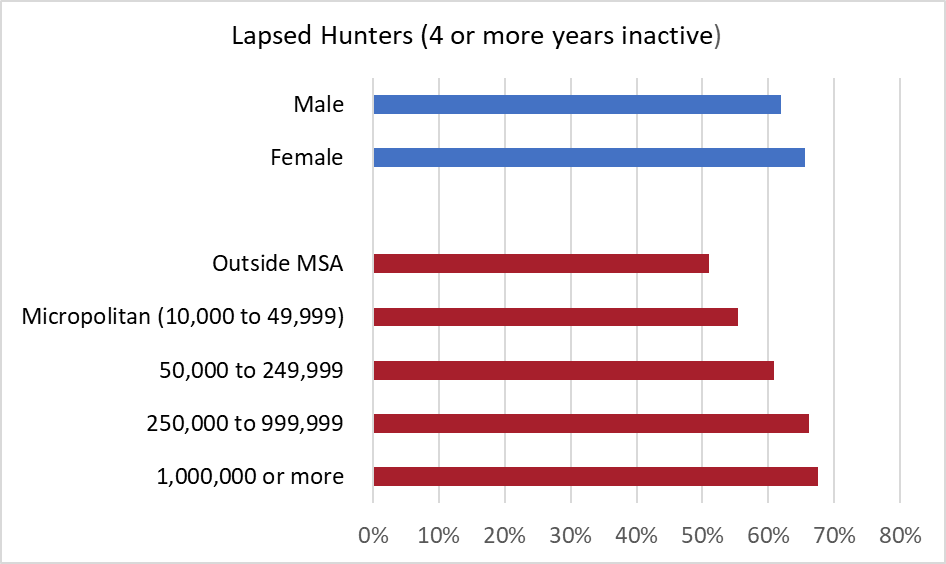 Lapsed Hunters (4 or more years inactive)
Male
Female
Outside MSA
Micropolitan (10,000 to 49,999)
50,000 to 249,999
250,000 to 999,999
1,000,000 or more
0% 10% 20% 30% 40% 50% 60% 70% 80%